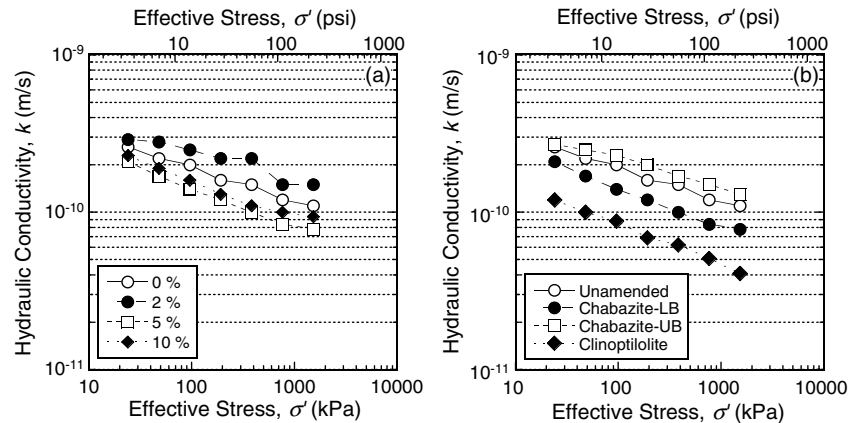 Effective Stress, σ' (psi)
10 100 1000
10⁻⁹
(a)
Hydraulic Conductivity, k (m/s)
10⁻¹⁰
0 %
2 %
5 %
10 %
10⁻¹¹
10 100 1000 10000
Effective Stress, σ' (kPa)
Effective Stress, σ' (psi)
10 100 1000
10⁻⁹
(b)
Hydraulic Conductivity, k (m/s)
10⁻¹⁰
Unamended
Chabazite-LB
Chabazite-UB
Clinoptilolite
10⁻¹¹
10 100 1000 10000
Effective Stress, σ' (kPa)